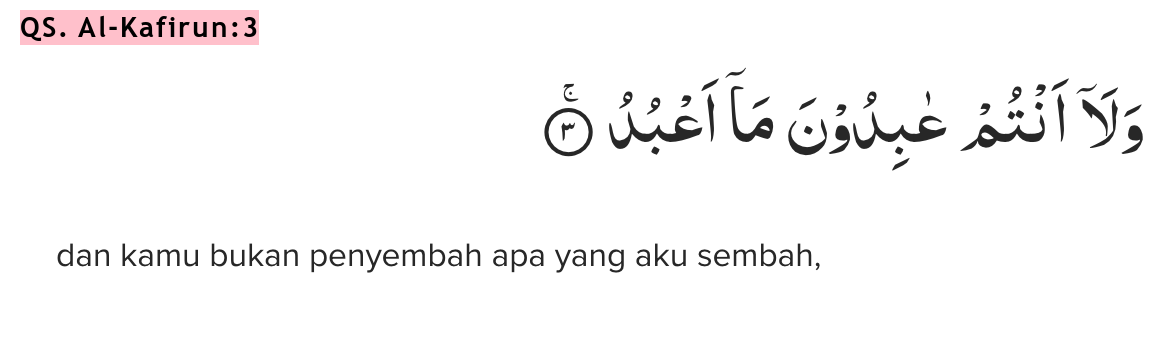 QS. Al-Kafirun:3
وَلَآ اَنْتُمْ عٰبِدُوْنَ مَآ اَعْبُدُۚ ٣
dan kamu bukan penyembah apa yang aku sembah,